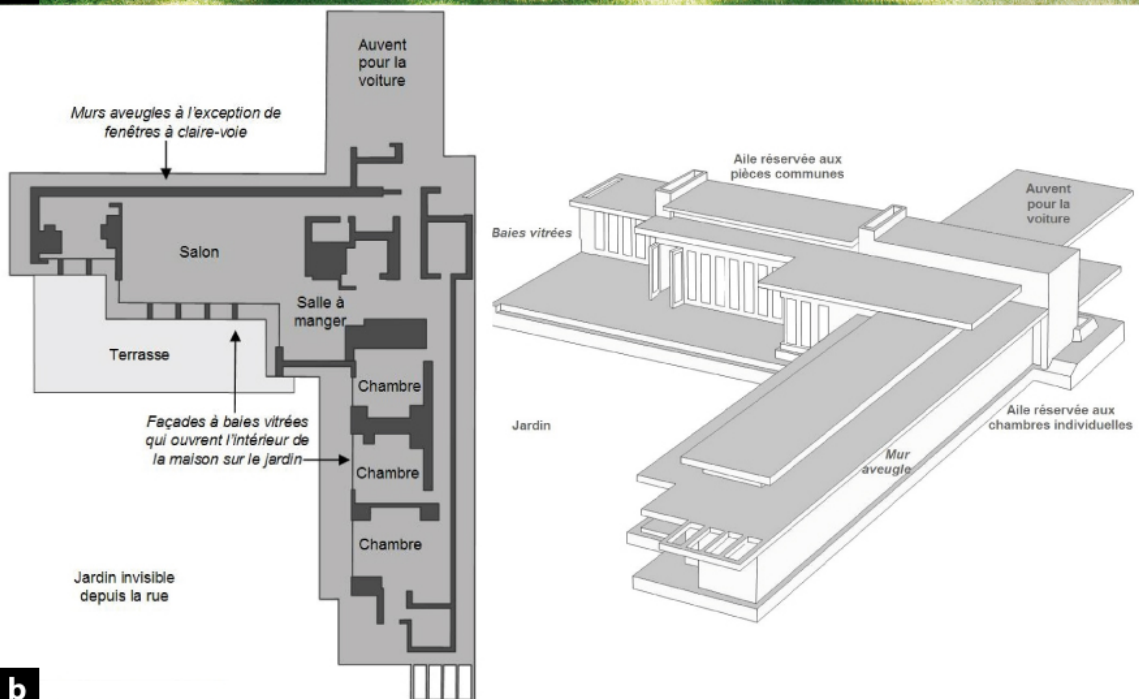 Auvent
pour la
voiture
Murs aveugles à l'exception de
fenêtres à claire-voie
Salon
Salle à
manger
Terrasse
Chambre
Façades à baies vitrées
qui ouvrent l'intérieur de
la maison sur le jardin
Chambre
Chambre
Jardin invisible
depuis la rue
Aile réservée aux
pièces communes
Auvent
pour la
voiture
Baies vitrées
Jardin
Aile réservée aux
chambres individuelles
Mur
aveugle
b